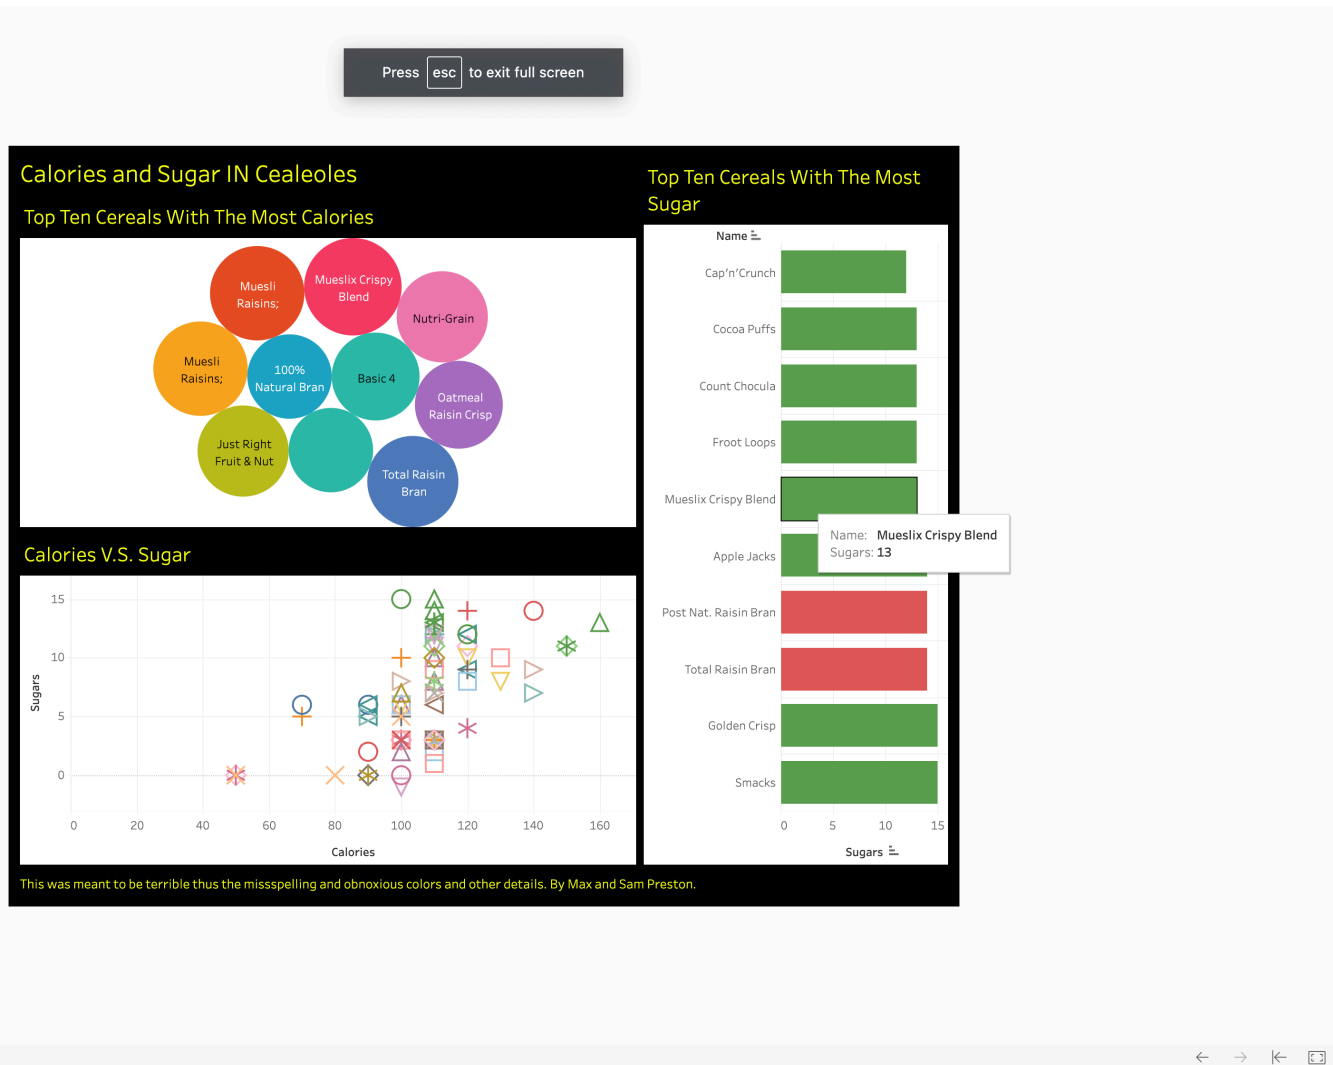 Press esc to exit full screen
Calories and Sugar IN Cealeoles
Top Ten Cereals With The Most Calories
Muesli
Raisins;
Mueslix Crispy
Blend
Nutri-Grain
Muesli
Raisins;
100%
Natural Bran
Basic 4
Oatmeal
Raisin Crisp
Just Right
Fruit & Nut
Total Raisin
Bran
Calories V.S. Sugar
Sugars
15
10
5
0
0 20 40 60 80 100 120 140 160
Calories
Top Ten Cereals With The Most
Sugar
Name
Cap'n'Crunch
Cocoa Puffs
Count Chocula
Froot Loops
Mueslix Crispy Blend
Name: Mueslix Crispy Blend
Sugars: 13
Apple Jacks
Post Nat. Raisin Bran
Total Raisin Bran
Golden Crisp
Smacks
0 5 10 15
Sugars
This was meant to be terrible thus the missspelling and obnoxious colors and other details. By Max and Sam Preston.